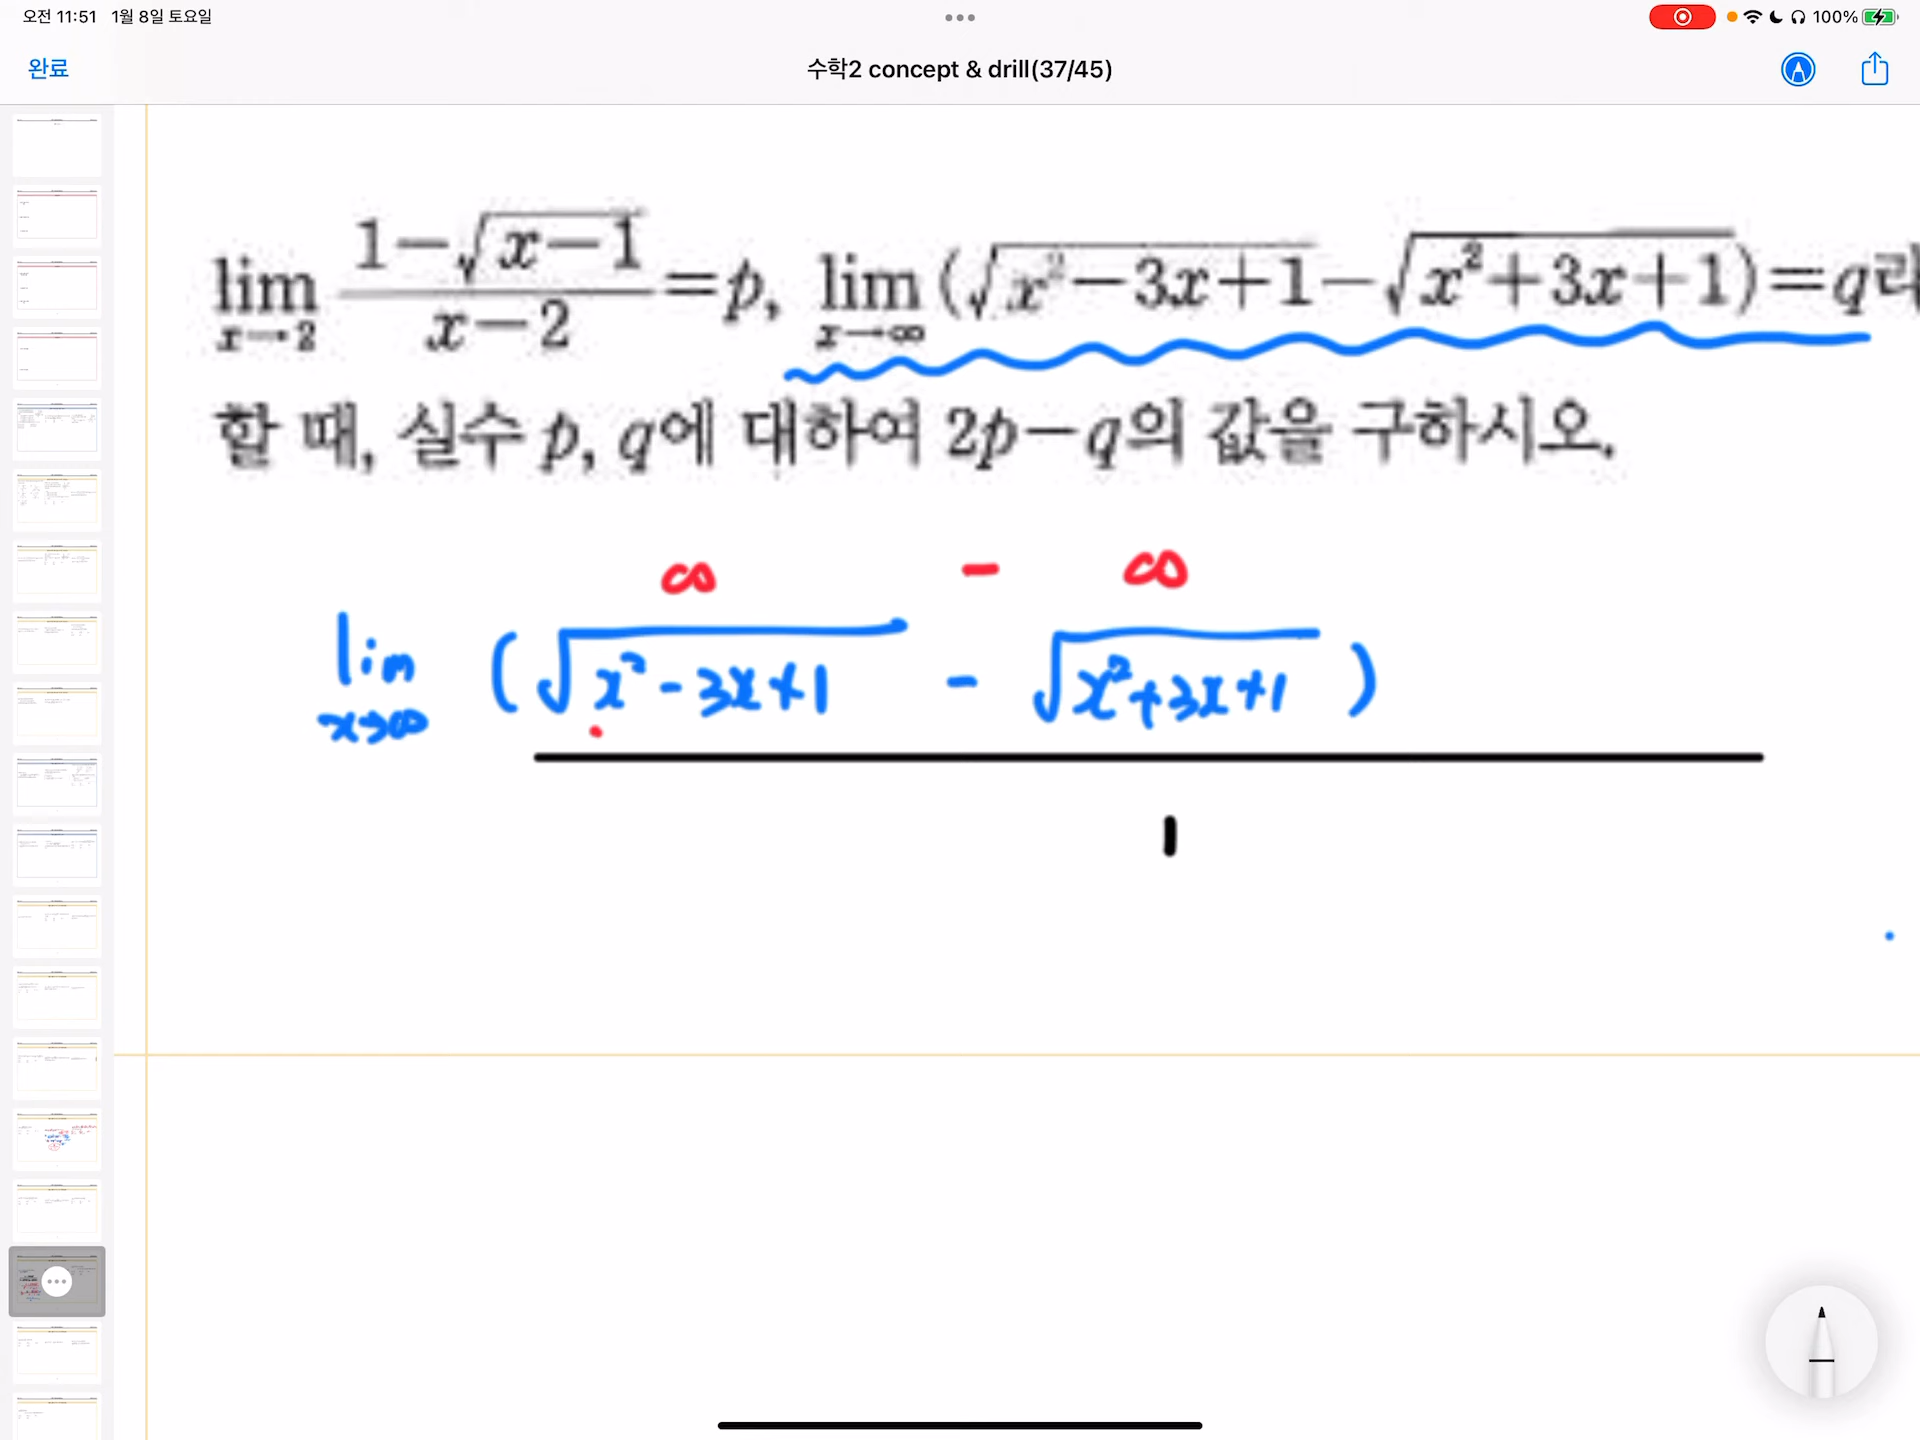 오전 11:51 1월 8일 토요일
100%
완료
수학2 concept & drill(37/45)
lim x→2 (1-√(x-1))/(x-2) = p, lim x→∞ (√(x²-3x+1) - √(x²+3x+1)) = q라
할 때, 실수 p, q에 대하여 2p-q의 값을 구하시오.
∞ - ∞
lim x→∞ (√(x²-3x+1) - √(x²+3x+1))
1